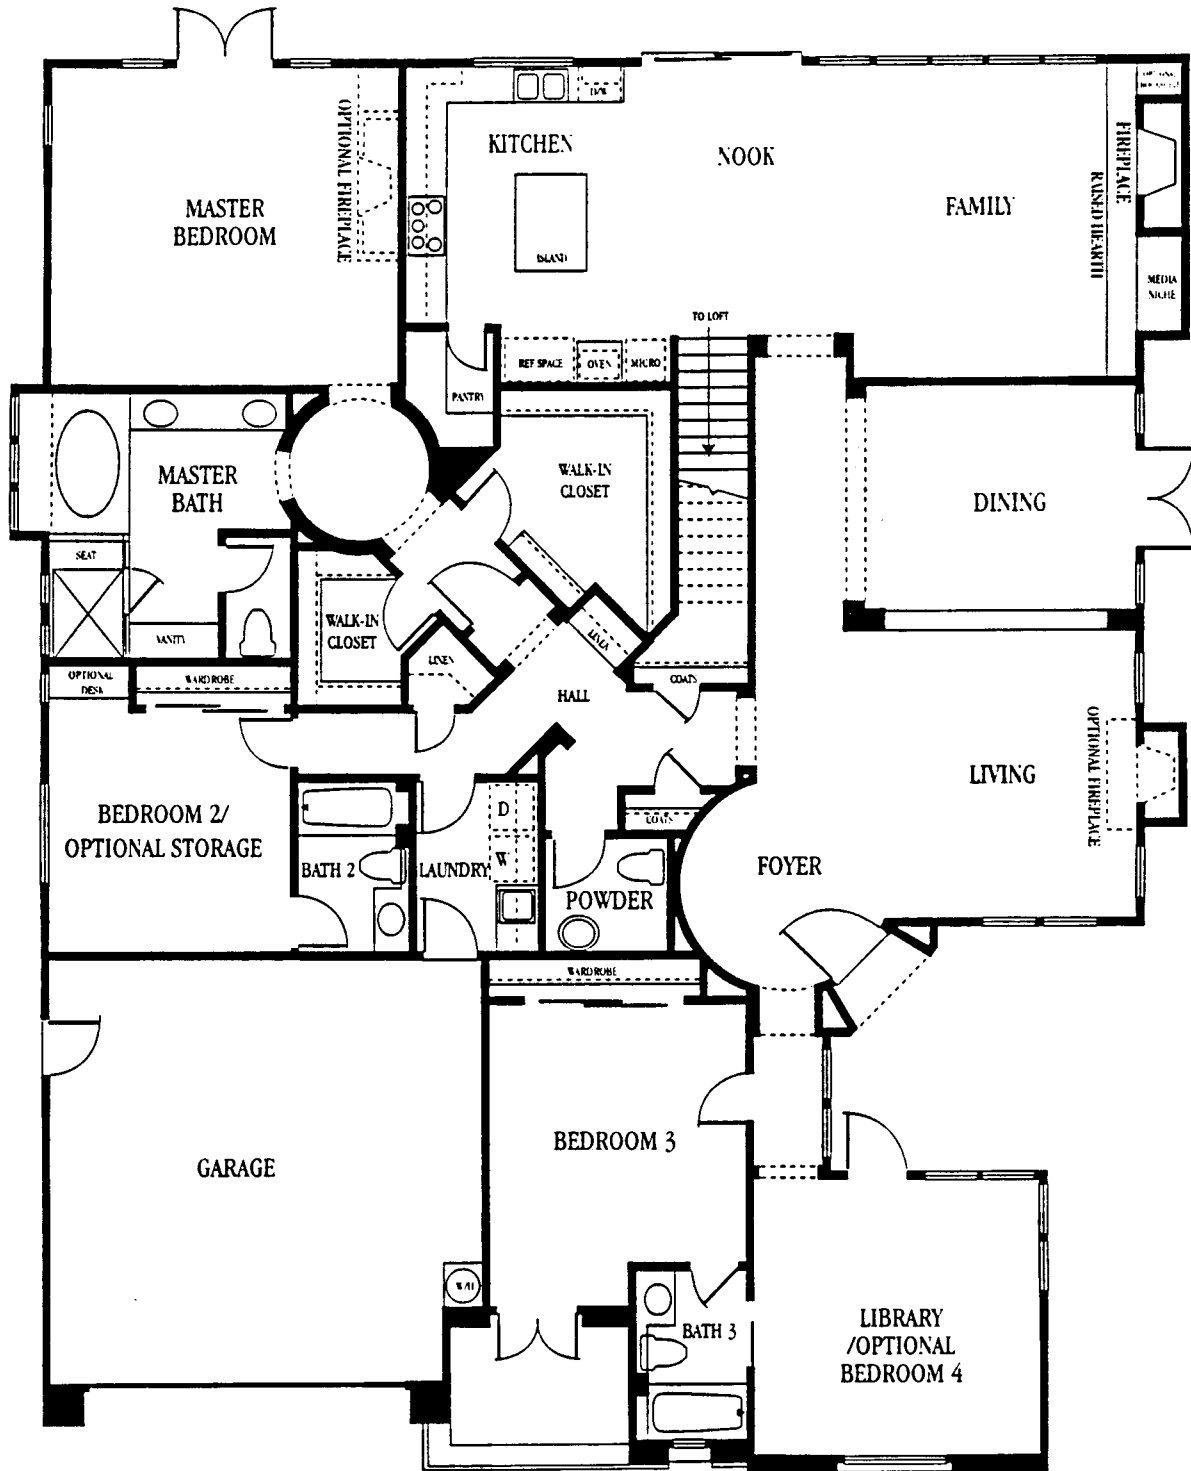 D/W
KITCHEN
NOOK
FAMILY
OPTIONAL FIREPLACE
MASTER
BEDROOM
ISLAND
FIREPLACE
RAISED HEARTH
MEDIA
NICHE
TO LOFT
REF SPACE
OVEN
MICRO
PANTRY
MASTER
BATH
WALK-IN
CLOSET
DINING
SEAT
VANITY
WALK-IN
CLOSET
LINEN
LINEN
OPTIONAL
DESK
WARDROBE
HALL
COATS
OPTIONAL FIREPLACE
LIVING
BEDROOM 2/
OPTIONAL STORAGE
D
W
COATS
BATH 2
LAUNDRY
POWDER
FOYER
WARDROBE
GARAGE
BEDROOM 3
W/H
BATH 3
LIBRARY
/OPTIONAL
BEDROOM 4